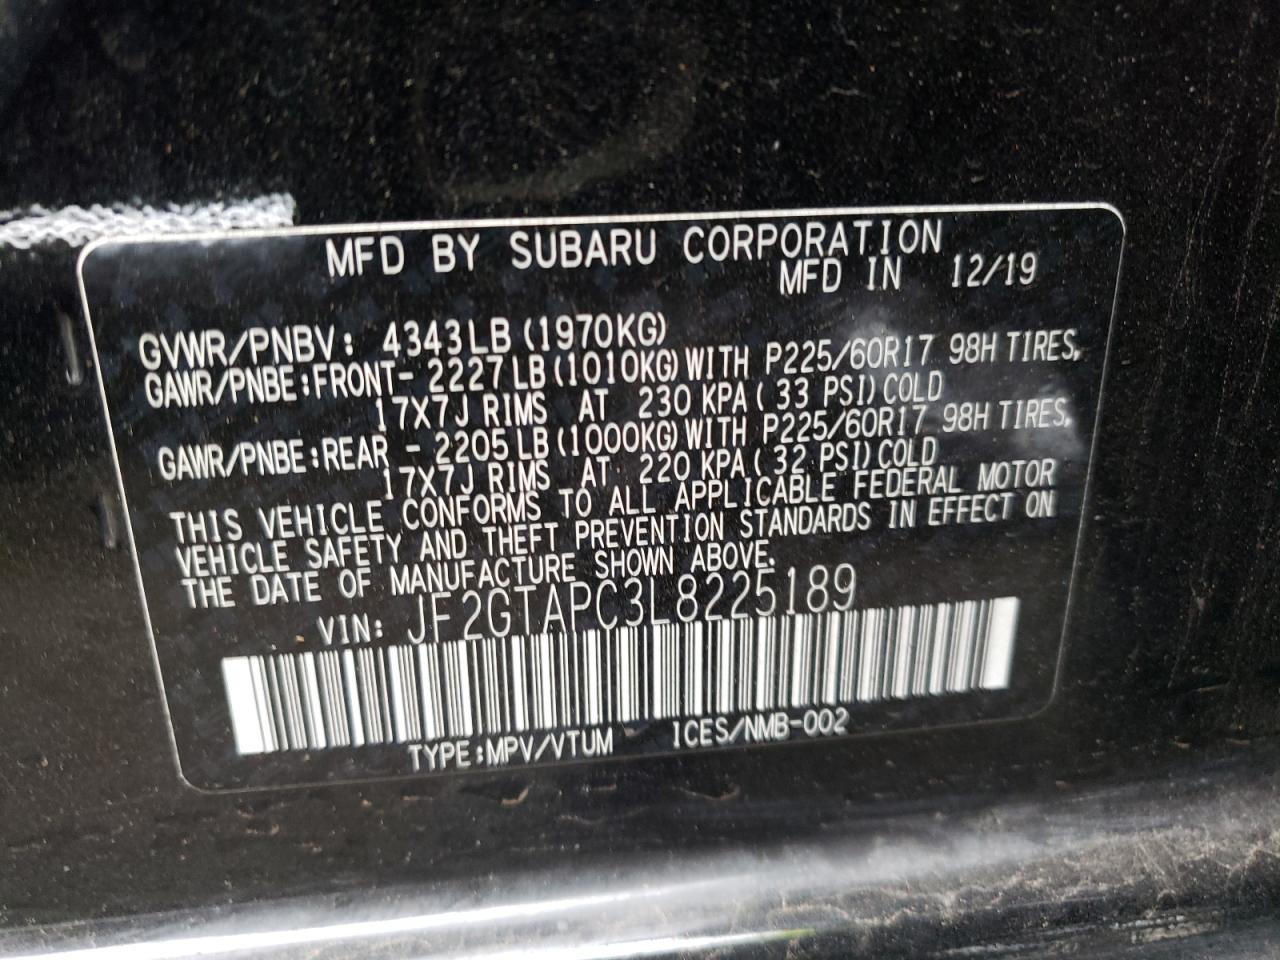 MFD BY SUBARU CORPORATION
MFD IN 12/19
GVWR/PNBV: 4343LB (1970KG)
GAWR/PNBE:FRONT- 2227LB (1010KG) WITH P225/60R17 98H TIRES,
17X7J RIMS AT 230 KPA ( 33 PSI) COLD
GAWR/PNBE:REAR - 2205LB (1000KG) WITH P225/60R17 98H TIRES,
17X7J RIMS AT 220 KPA ( 32 PSI) COLD
THIS VEHICLE CONFORMS TO ALL APPLICABLE FEDERAL MOTOR
VEHICLE SAFETY AND THEFT PREVENTION STANDARDS IN EFFECT ON
THE DATE OF MANUFACTURE SHOWN ABOVE.
VIN: JF2GTAPC3L8225189
TYPE:MPV/VTUM ICES/NMB-002